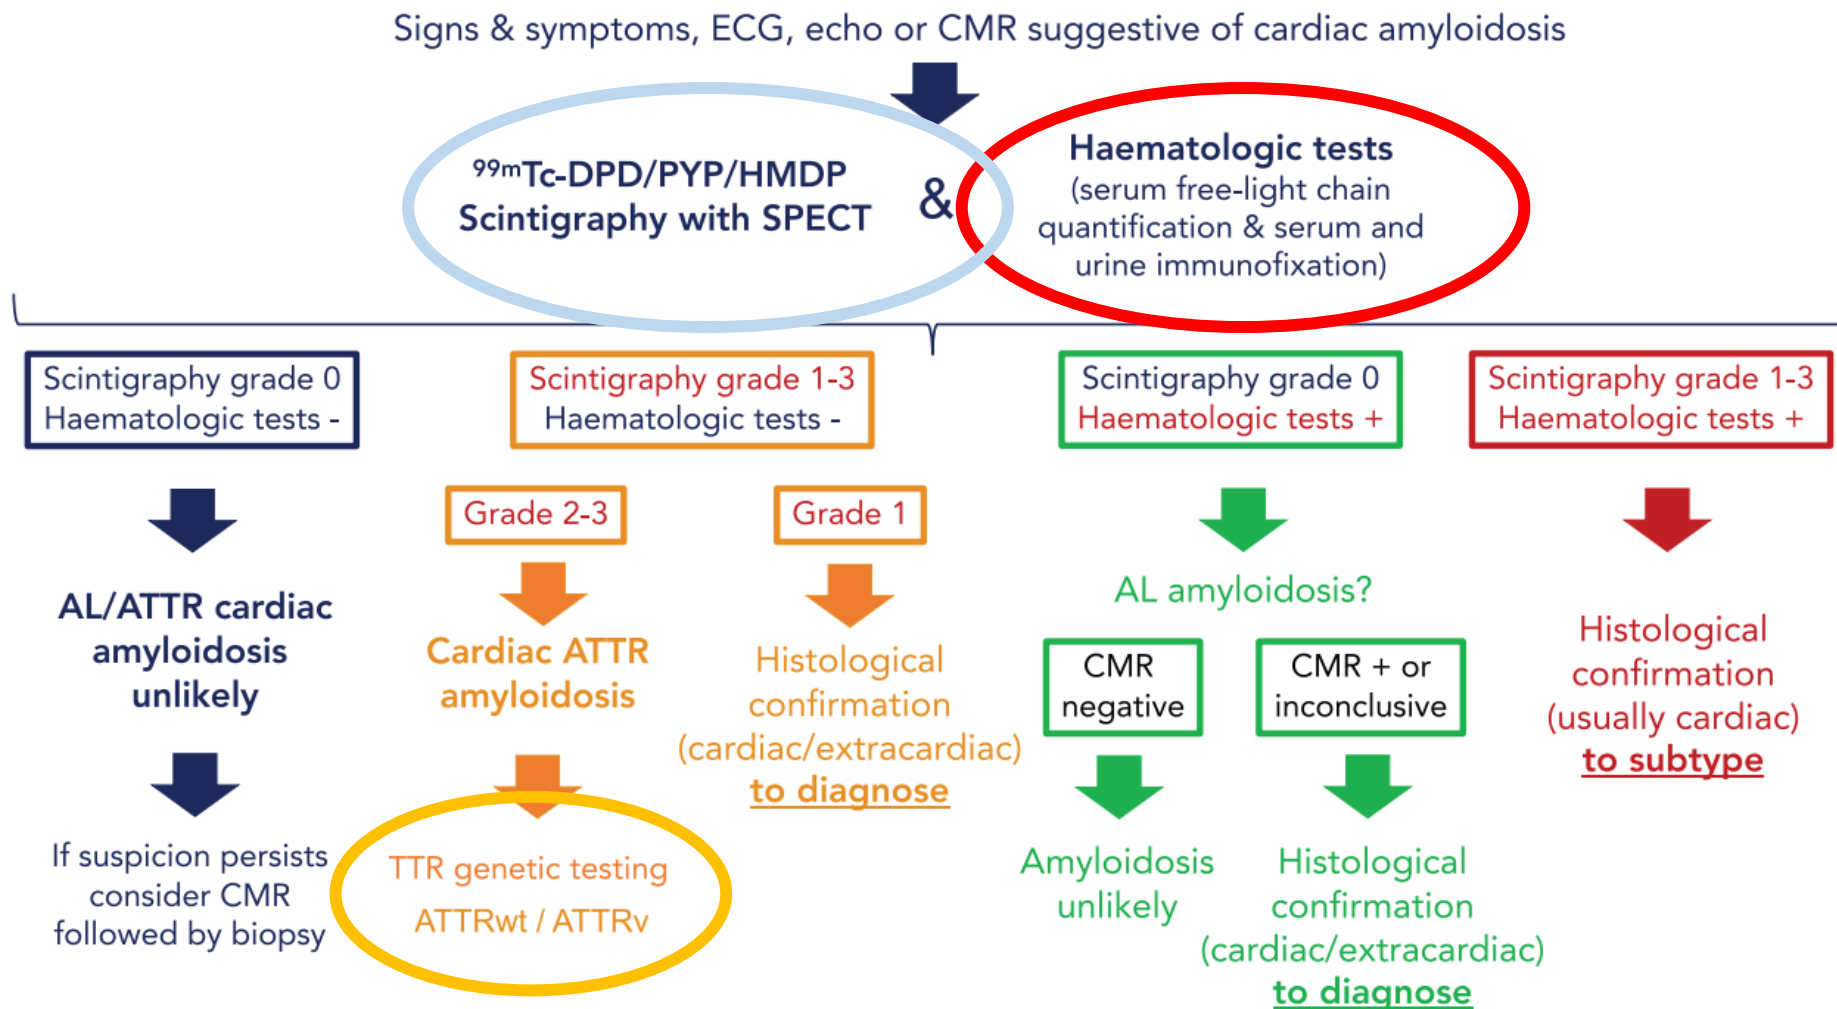 Signs & symptoms, ECG, echo or CMR suggestive of cardiac amyloidosis
⁹⁹ᵐTc-DPD/PYP/HMDP
Scintigraphy with SPECT
&
Haematologic tests
(serum free-light chain
quantification & serum and
urine immunofixation)
Scintigraphy grade 0
Haematologic tests -
Scintigraphy grade 1-3
Haematologic tests -
Scintigraphy grade 0
Haematologic tests +
Scintigraphy grade 1-3
Haematologic tests +
AL/ATTR cardiac
amyloidosis
unlikely
If suspicion persists
consider CMR
followed by biopsy
Grade 2-3
Cardiac ATTR
amyloidosis
TTR genetic testing
ATTRwt / ATTRv
Grade 1
Histological
confirmation
(cardiac/extracardiac)
to diagnose
AL amyloidosis?
CMR
negative
Amyloidosis
unlikely
CMR + or
inconclusive
Histological
confirmation
(cardiac/extracardiac)
to diagnose
Histological
confirmation
(usually cardiac)
to subtype